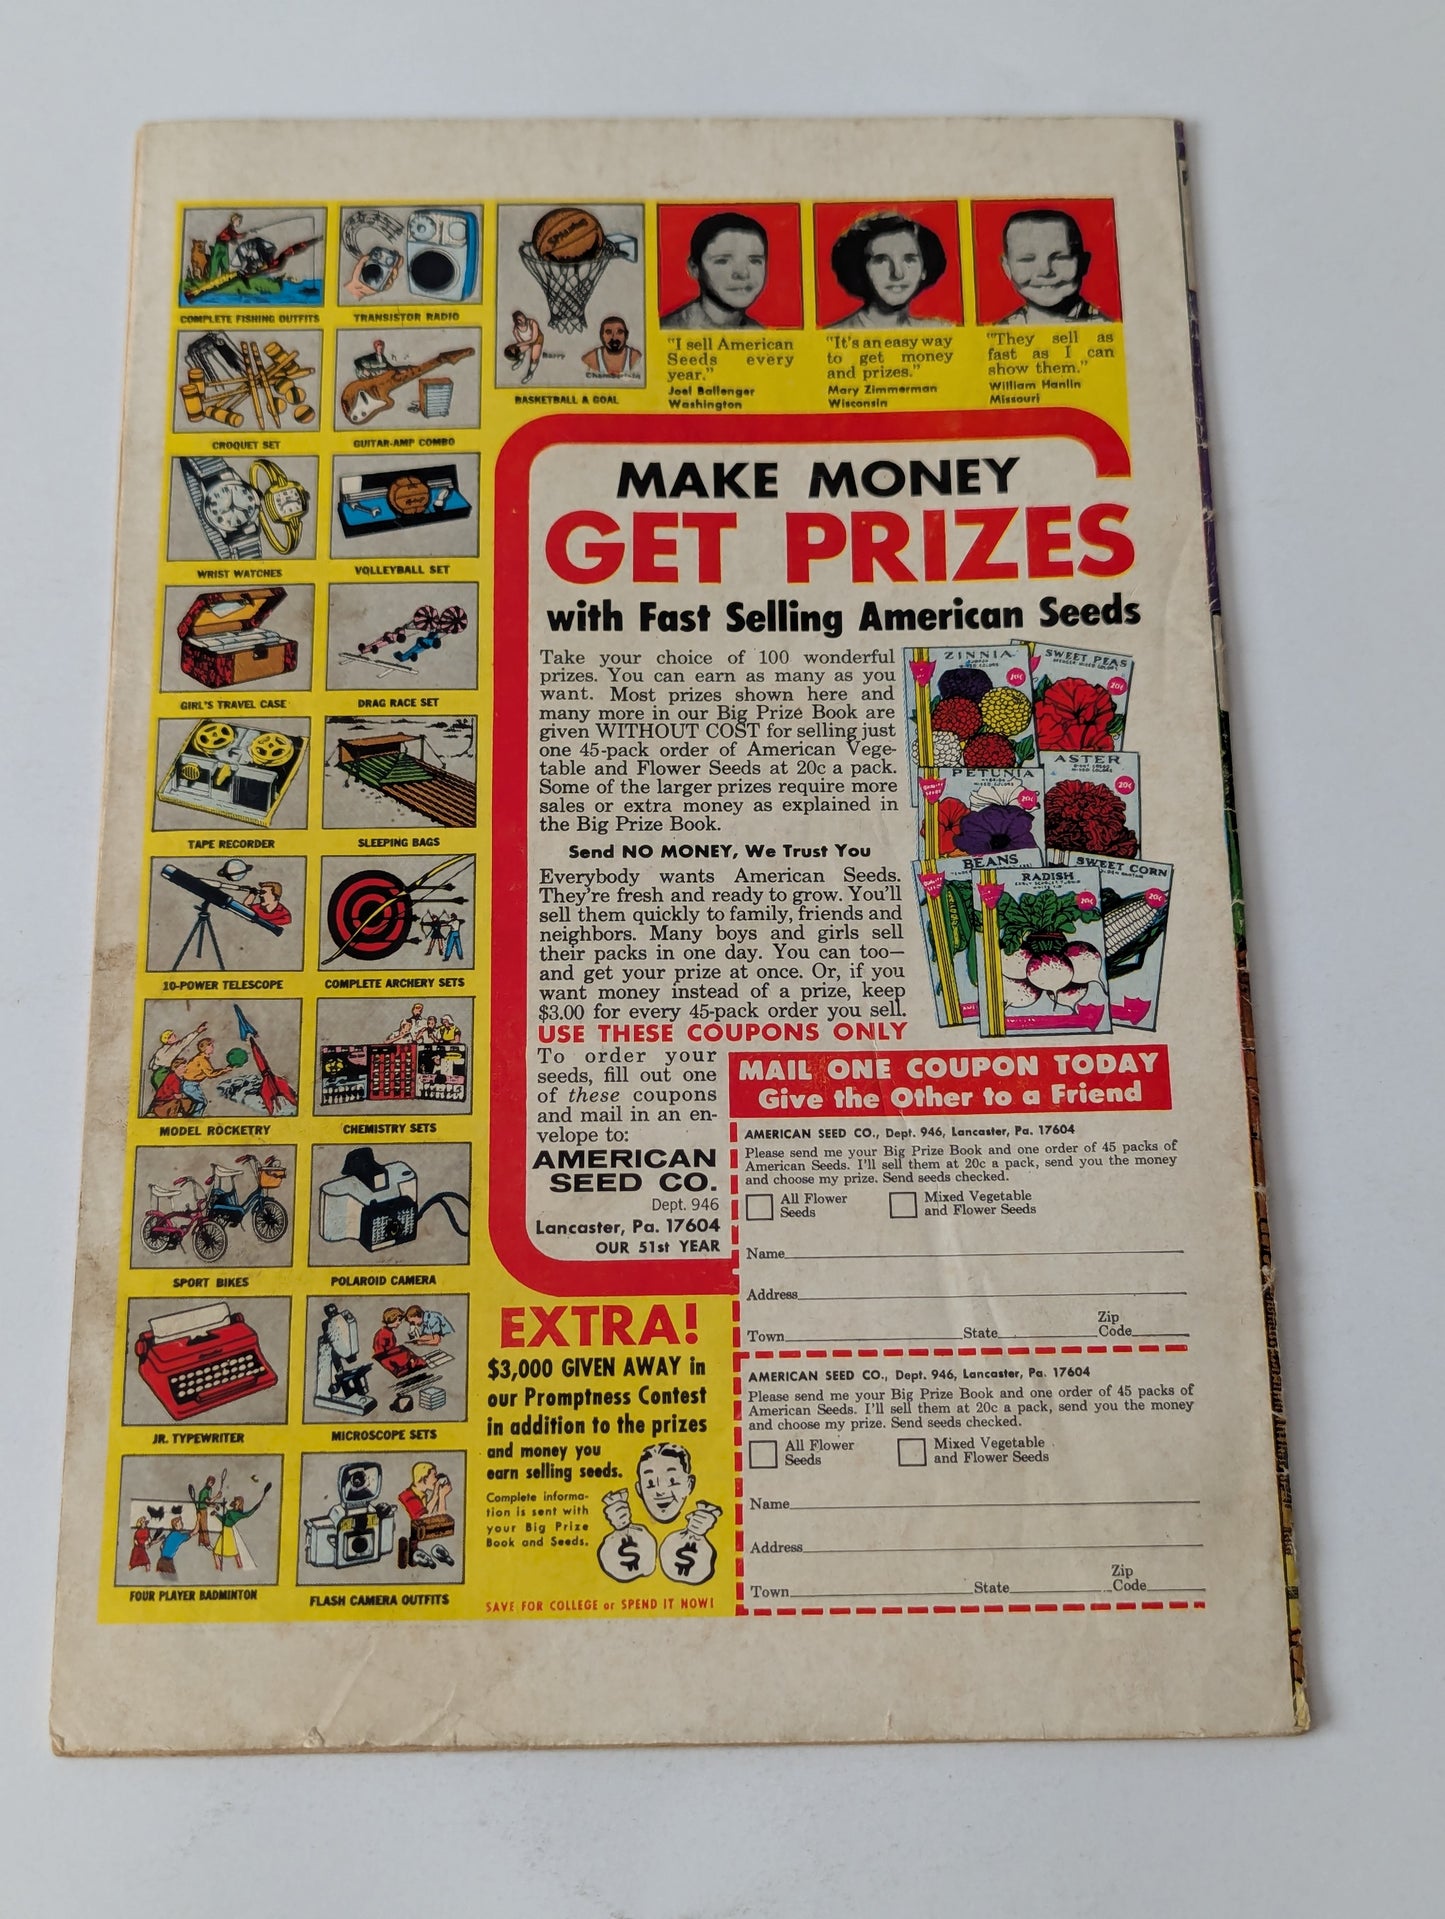 COMPLETE FISHING OUTFITS
TRANSISTOR RADIO
SPALDING
Barry
Chamberlain
BASKETBALL & GOAL
"I sell American
Seeds every
year."
Joel Ballenger
Washington
"It's an easy way
to get money
and prizes."
Mary Zimmerman
Wisconsin
"They sell as
fast as I can
show them."
William Hanlin
Missouri
CROQUET SET
GUITAR-AMP COMBO
WRIST WATCHES
VOLLEYBALL SET
GIRL'S TRAVEL CASE
DRAG RACE SET
TAPE RECORDER
SLEEPING BAGS
10-POWER TELESCOPE
COMPLETE ARCHERY SETS
MODEL ROCKETRY
CHEMISTRY SETS
SPORT BIKES
POLAROID CAMERA
JR. TYPEWRITER
MICROSCOPE SETS
FOUR PLAYER BADMINTON
FLASH CAMERA OUTFITS
MAKE MONEY
GET PRIZES
with Fast Selling American Seeds
Take your choice of 100 wonderful
prizes. You can earn as many as you
want. Most prizes shown here and
many more in our Big Prize Book are
given WITHOUT COST for selling just
one 45-pack order of American Vege-
table and Flower Seeds at 20c a pack.
Some of the larger prizes require more
sales or extra money as explained in
the Big Prize Book.
Send NO MONEY, We Trust You
Everybody wants American Seeds.
They're fresh and ready to grow. You'll
sell them quickly to family, friends and
neighbors. Many boys and girls sell
their packs in one day. You can too—
and get your prize at once. Or, if you
want money instead of a prize, keep
$3.00 for every 45-pack order you sell.
ZINNIA
20¢
SWEET PEAS
20¢
PETUNIA
20¢
ASTER
20¢
BEANS
RADISH
20¢
SWEET CORN
20¢
USE THESE COUPONS ONLY
To order your
seeds, fill out one
of these coupons
and mail in an en-
velope to:
AMERICAN
SEED CO.
Dept. 946
Lancaster, Pa. 17604
OUR 51st YEAR
MAIL ONE COUPON TODAY
Give the Other to a Friend
AMERICAN SEED CO., Dept. 946, Lancaster, Pa. 17604
Please send me your Big Prize Book and one order of 45 packs of
American Seeds. I'll sell them at 20c a pack, send you the money
and choose my prize. Send seeds checked.
All Flower
Seeds
Mixed Vegetable
and Flower Seeds
Name
Address
Town State Zip
Code
AMERICAN SEED CO., Dept. 946, Lancaster, Pa. 17604
Please send me your Big Prize Book and one order of 45 packs of
American Seeds. I'll sell them at 20c a pack, send you the money
and choose my prize. Send seeds checked.
All Flower
Seeds
Mixed Vegetable
and Flower Seeds
Name
Address
Town State Zip
Code
EXTRA!
$3,000 GIVEN AWAY in
our Promptness Contest
in addition to the prizes
and money you
earn selling seeds.
Complete informa-
tion is sent with
your Big Prize
Book and Seeds.
$ $
SAVE FOR COLLEGE or SPEND IT NOW!